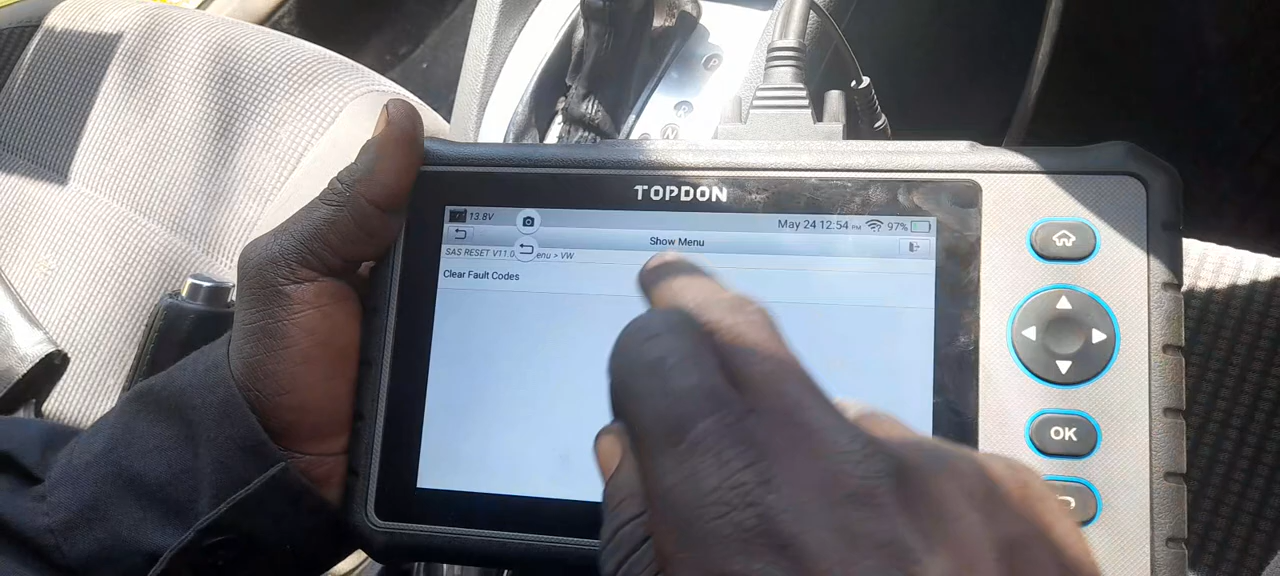 P
R
N
TOPDON
13.8V
May 24 12:54 PM 97%
Show Menu
SAS RESET V11.0 enu > VW
Clear Fault Codes
OK